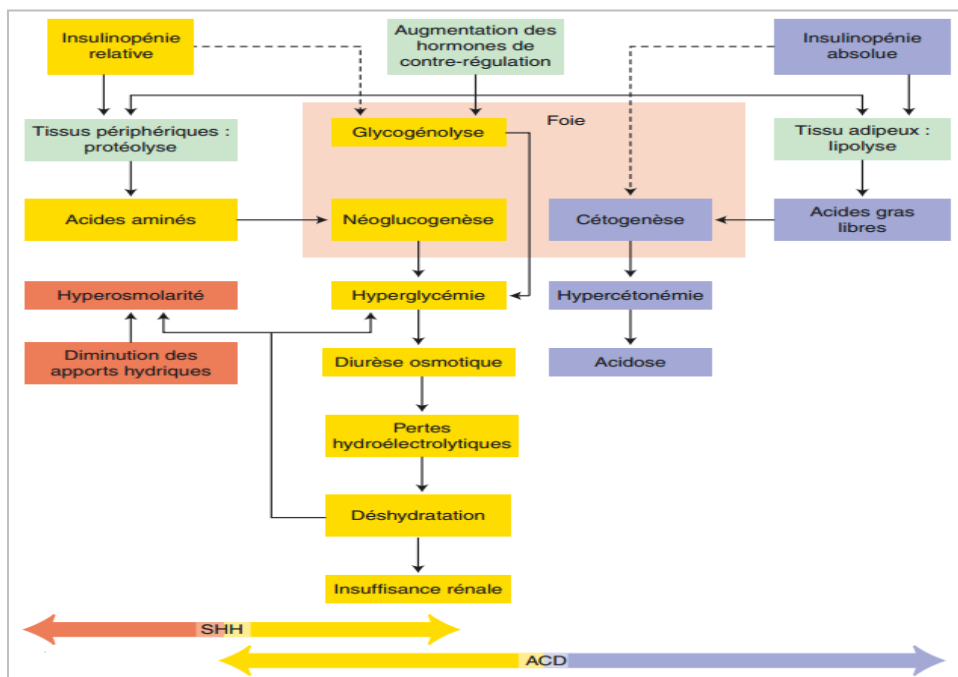 Insulinopénie
relative
Augmentation des
hormones de
contre-régulation
Insulinopénie
absolue
Tissus périphériques :
protéolyse
Glycogénolyse
Foie
Tissu adipeux :
lipolyse
Acides aminés
Néoglucogenèse
Cétogenèse
Acides gras
libres
Hyperosmolarité
Hyperglycémie
Hypercétonémie
Diminution des
apports hydriques
Diurèse osmotique
Acidose
Pertes
hydroélectrolytiques
Déshydratation
Insuffisance rénale
SHH
ACD